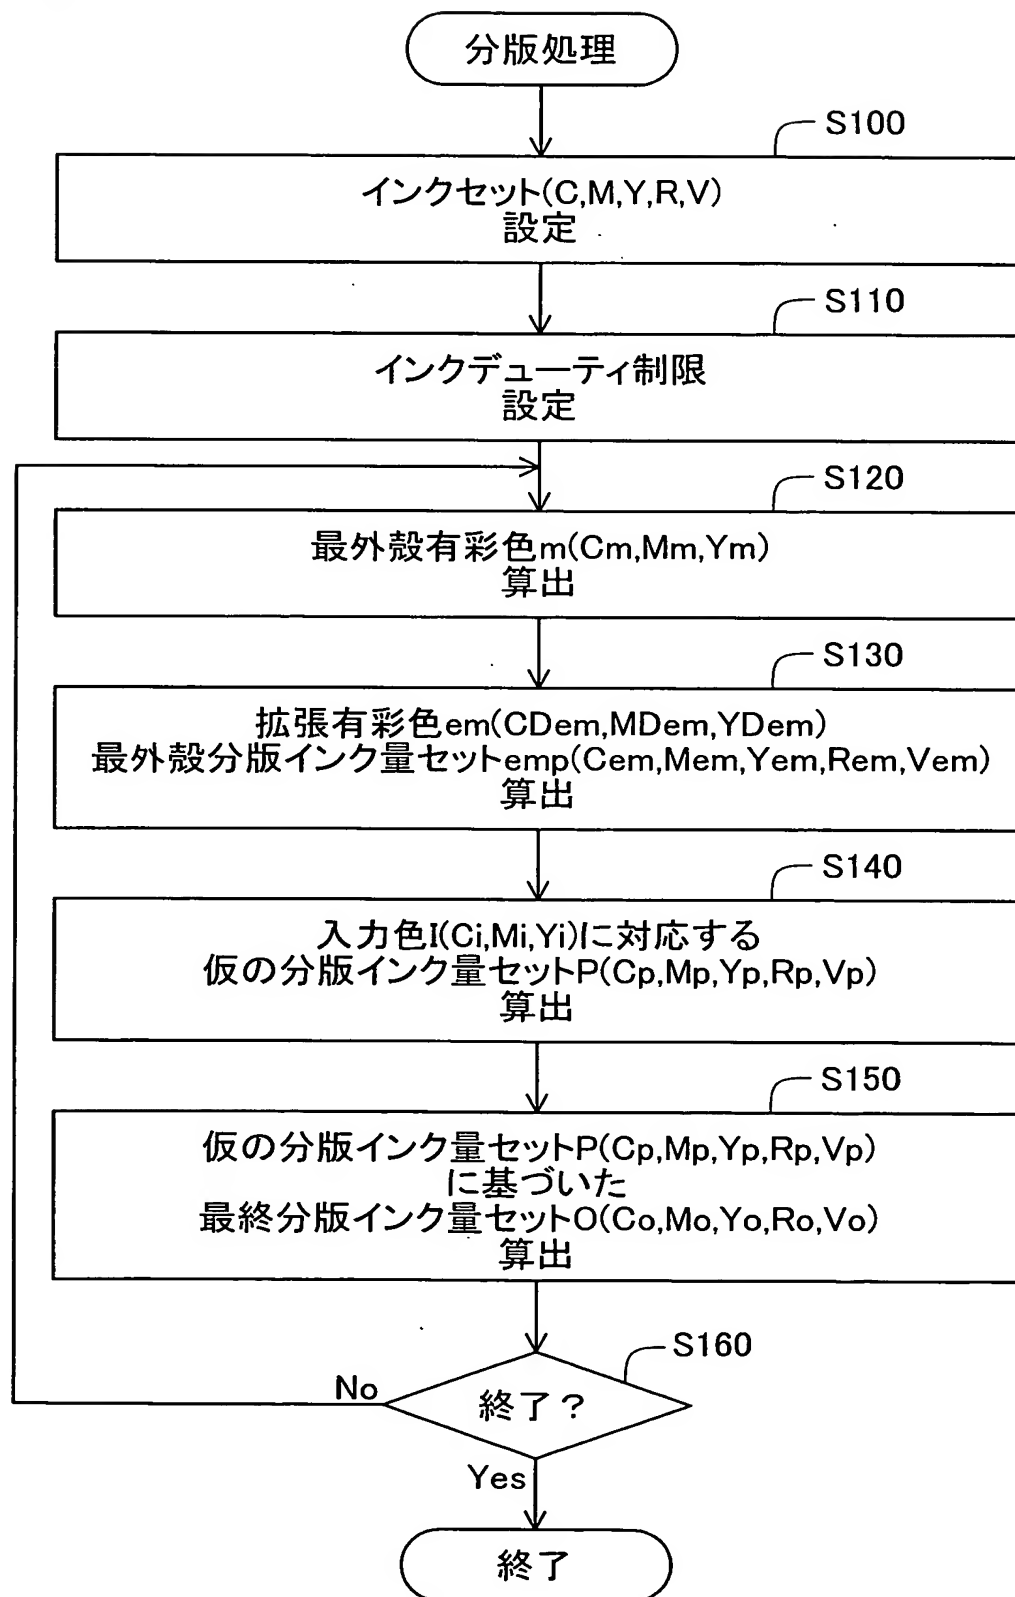 分版処理
S100
インクセット(C,M,Y,R,V)
設定
S110
インクデューティ制限
設定
S120
最外殻有彩色m(Cm,Mm,Ym)
算出
S130
拡張有彩色em(CDem,MDem,YDem)
最外殻分版インク量セットemp(Cem,Mem,Yem,Rem,Vem)
算出
S140
入力色I(Ci,Mi,Yi)に対応する
仮の分版インク量セットP(Cp,Mp,Yp,Rp,Vp)
算出
S150
仮の分版インク量セットP(Cp,Mp,Yp,Rp,Vp)
に基づいた
最終分版インク量セットO(Co,Mo,Yo,Ro,Vo)
算出
S160
No
終了？
Yes
終了